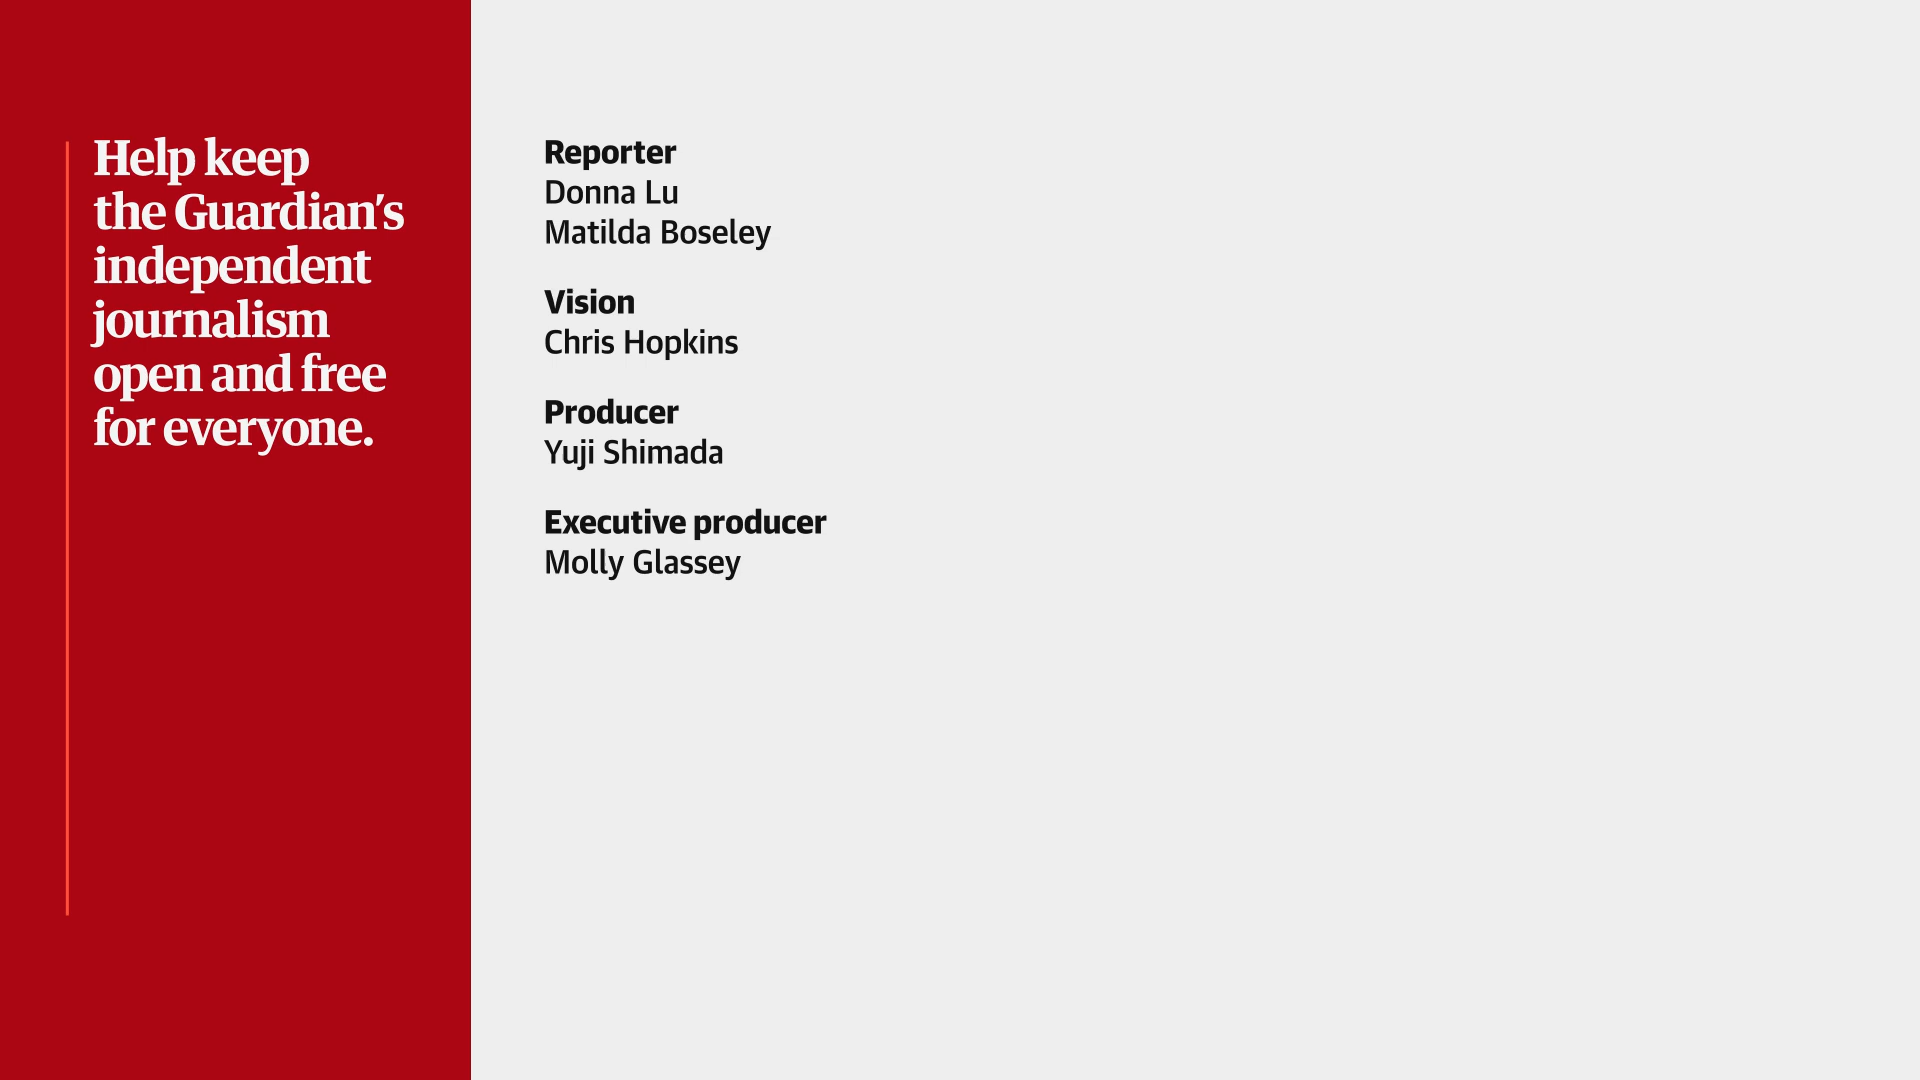 Help keep
the Guardian’s
independent
journalism
open and free
for everyone.
Reporter
Donna Lu
Matilda Boseley
Vision
Chris Hopkins
Producer
Yuji Shimada
Executive producer
Molly Glassey